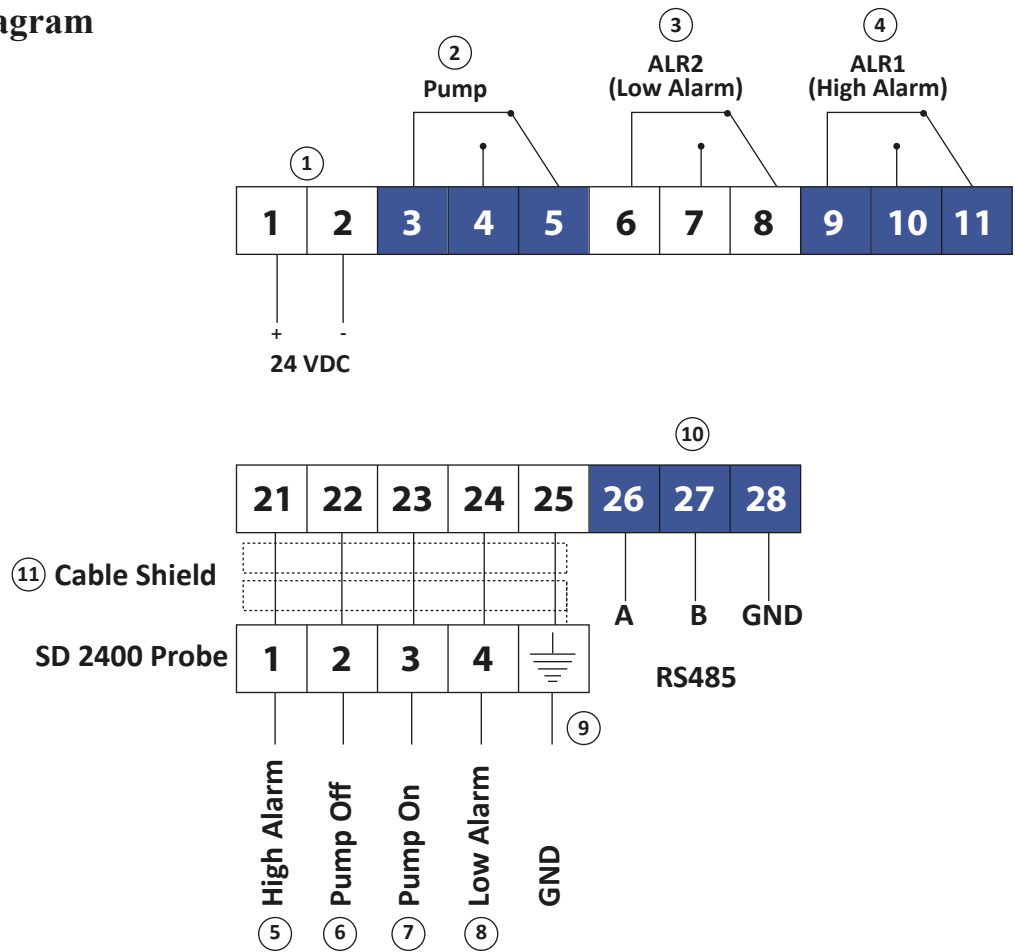 agram
2
Pump
3
ALR2
(Low Alarm)
4
ALR1
(High Alarm)
1
1 2 3 4 5 6 7 8 9 10 11
+ -
24 VDC
10
21 22 23 24 25 26 27 28
11 Cable Shield
A B GND
RS485
SD 2400 Probe 1 2 3 4
9
High Alarm
Pump Off
Pump On
Low Alarm
GND
5 6 7 8